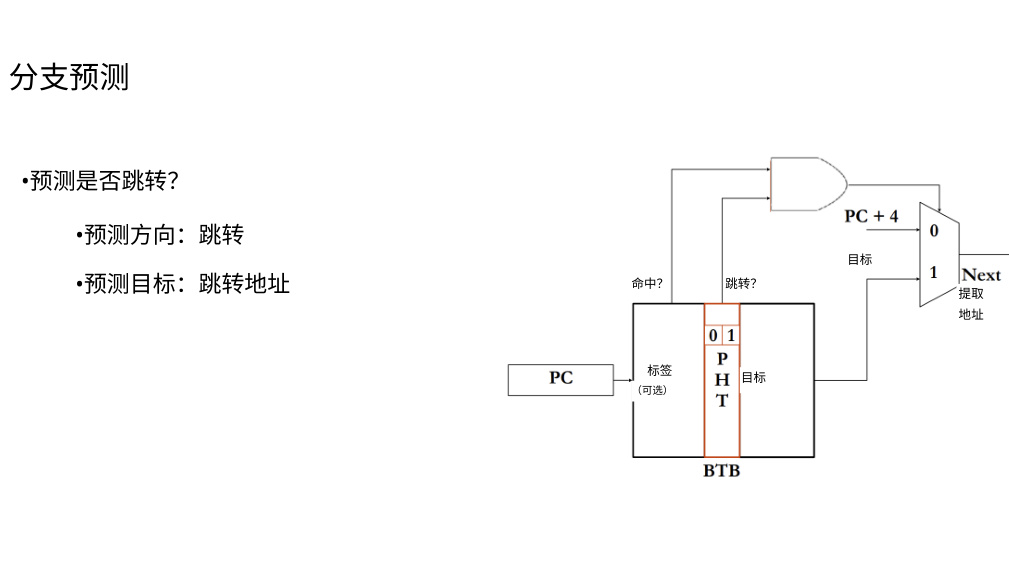 分支预测
•预测是否跳转？
•预测方向：跳转
•预测目标：跳转地址
PC + 4
0
目标
1
Next
提取
地址
命中？
跳转？
0 1
P
H
T
标签
（可选）
目标
PC
BTB